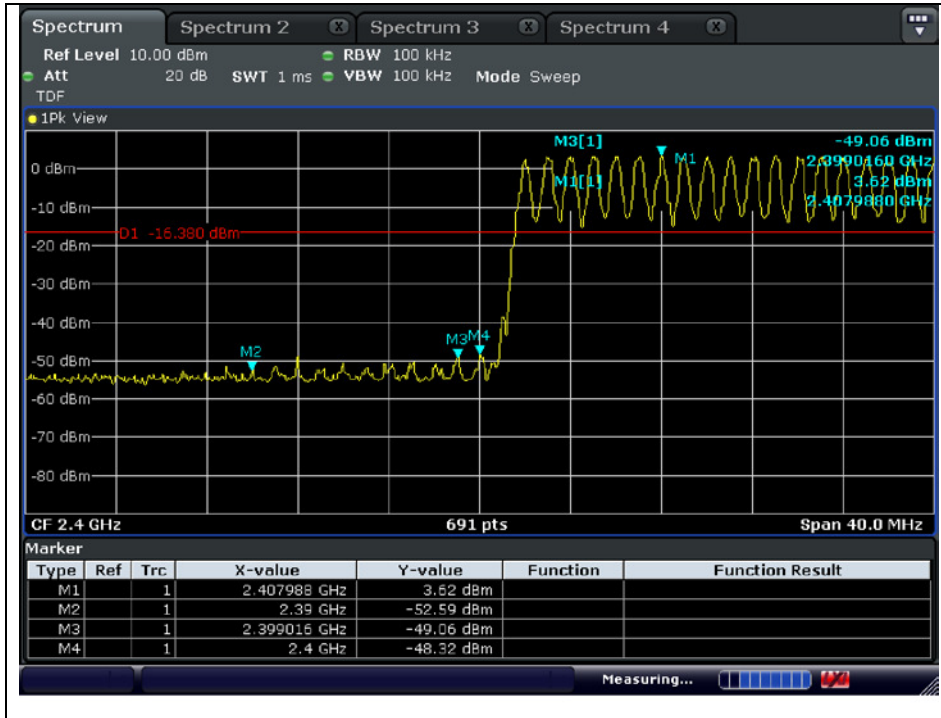 Spectrum Spectrum 2 Spectrum 3 Spectrum 4
Ref Level 10.00 dBm RBW 100 kHz
Att 20 dB SWT 1 ms VBW 100 kHz Mode Sweep
TDF
1Pk View
M3[1] -49.06 dBm
2.3990160 GHz
M1[1] 3.62 dBm
2.4079880 GHz
M1
0 dBm
-10 dBm
D1 -16.380 dBm
-20 dBm
-30 dBm
-40 dBm
M2 M3 M4
-50 dBm
-60 dBm
-70 dBm
-80 dBm
CF 2.4 GHz 691 pts Span 40.0 MHz
Marker
Type Ref Trc X-value Y-value Function Function Result
M1 1 2.407988 GHz 3.62 dBm
M2 1 2.39 GHz -52.59 dBm
M3 1 2.399016 GHz -49.06 dBm
M4 1 2.4 GHz -48.32 dBm
Measuring...